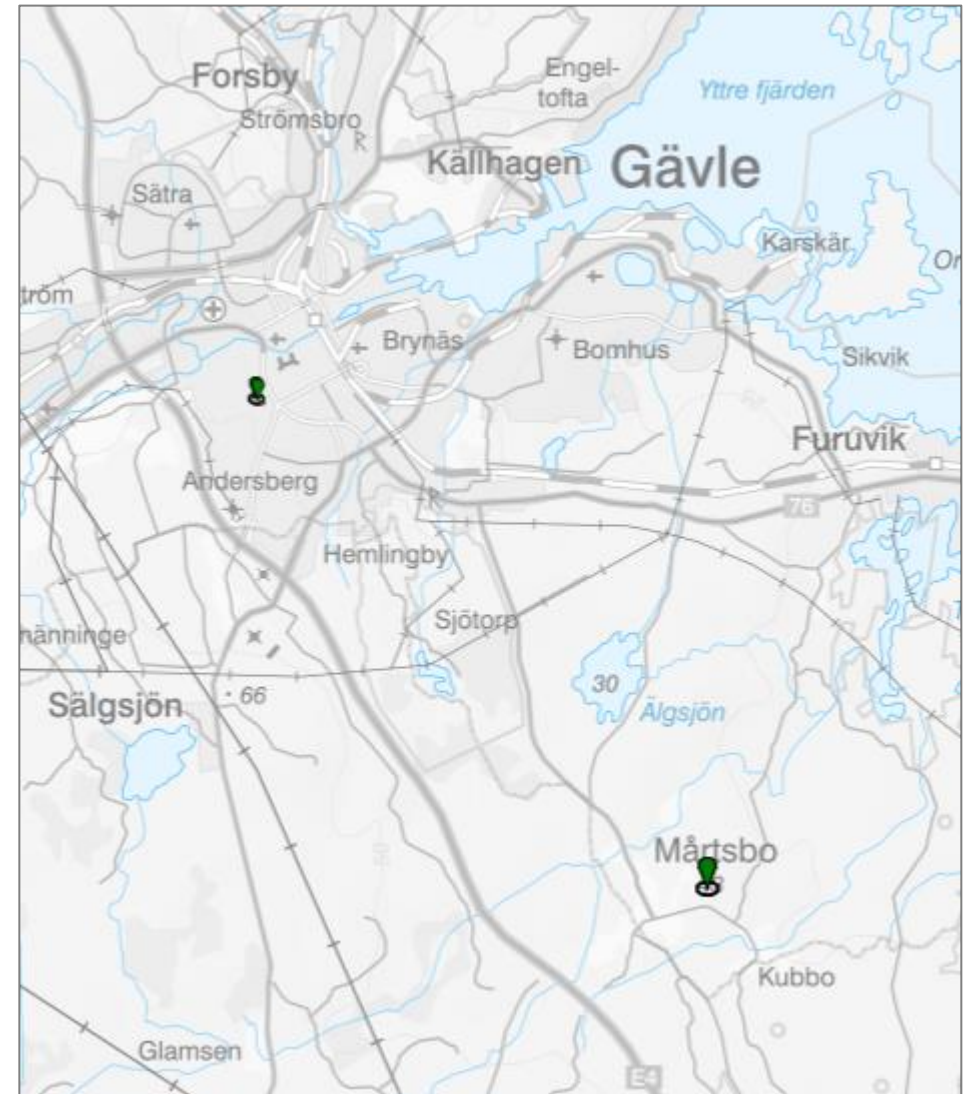 Forsby
Engel-
tofta
Yttre fjärden
Strömsbro
Källhagen
Gävle
Sätra
Karskär
Or
tröm
Brynäs
Bomhus
Sikvik
Furuvik
Andersberg
76
Hemlingby
Sjötorp
nänninge
30
66
Sälgsjön
Älgsjön
50
Mårtsbo
Kubbo
Glamsen
E4